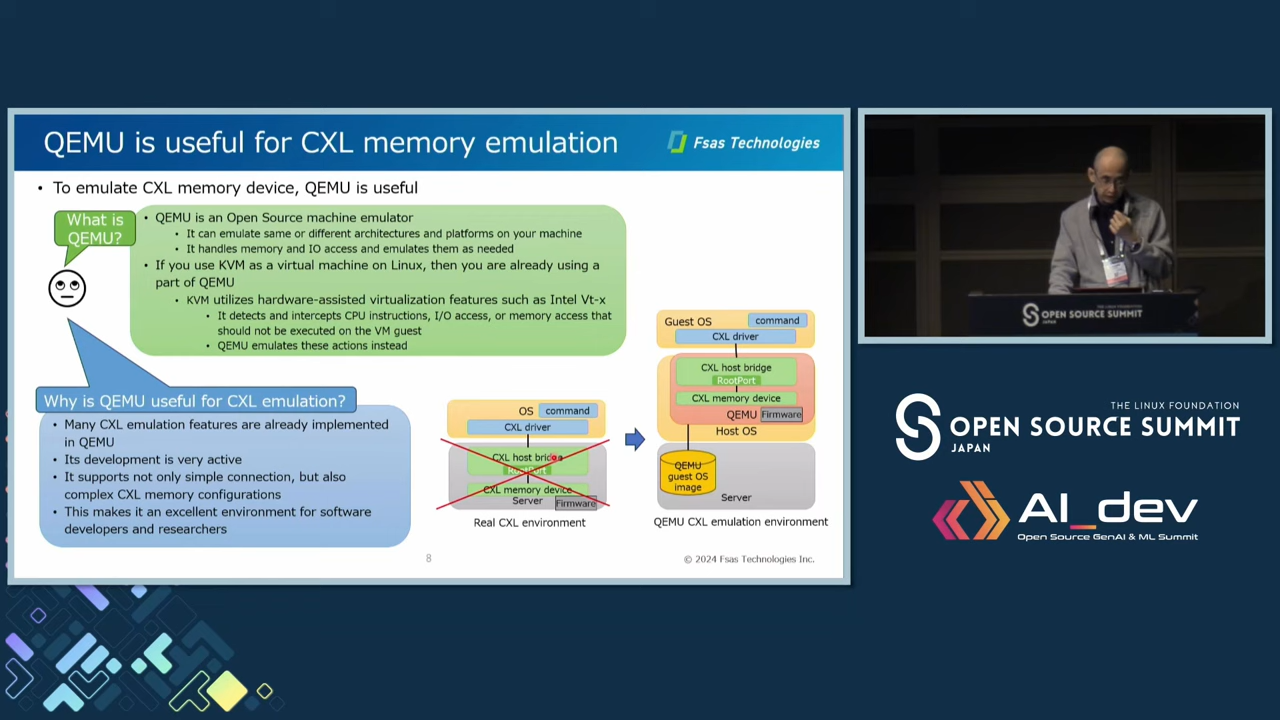 QEMU is useful for CXL memory emulation
Fsas Technologies
• To emulate CXL memory device, QEMU is useful
What is
QEMU?
• QEMU is an Open Source machine emulator
• It can emulate same or different architectures and platforms on your machine
• It handles memory and IO access and emulates them as needed
• If you use KVM as a virtual machine on Linux, then you are already using a
part of QEMU
• KVM utilizes hardware-assisted virtualization features such as Intel Vt-x
• It detects and intercepts CPU instructions, I/O access, or memory access that
should not be executed on the VM guest
• QEMU emulates these actions instead
Why is QEMU useful for CXL emulation?
• Many CXL emulation features are already implemented
in QEMU
• Its development is very active
• It supports not only simple connection, but also
complex CXL memory configurations
• This makes it an excellent environment for software
developers and researchers
OS
command
CXL driver
CXL host bridge
RootPort
CXL memory device
Server
Firmware
Real CXL environment
Guest OS
command
CXL driver
CXL host bridge
RootPort
CXL memory device
QEMU
Firmware
Host OS
QEMU
guest OS
image
Server
QEMU CXL emulation environment
8
© 2024 Fsas Technologies Inc.
THE LINUX FOUNDATION
OPEN SOURCE SUMMIT
JAPAN
THE LINUX FOUNDATION
OPEN SOURCE SUMMIT
JAPAN
AI_dev
Open Source GenAI & ML Summit